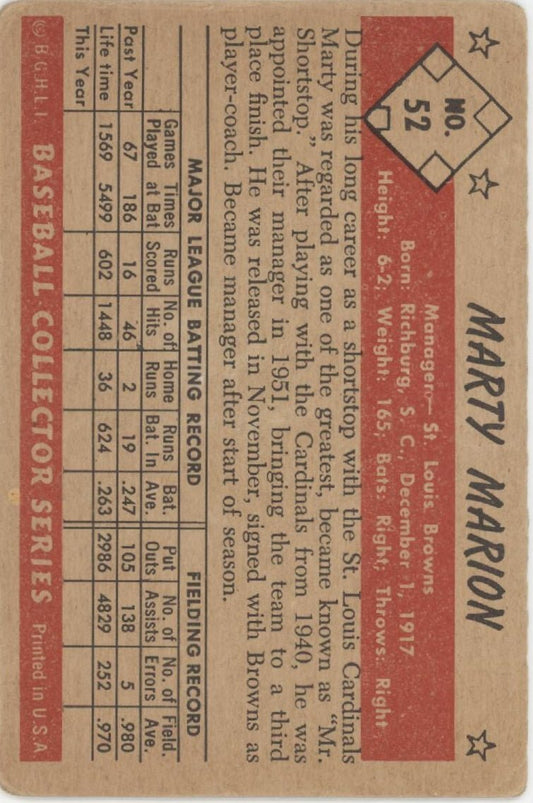 NO.
52
MARTY MARION
Manager— St. Louis Browns
Born: Richburg, S. C., December 1, 1917
Height: 6-2; Weight: 165; Bats: Right; Throws: Right
During his long career as a shortstop with the St. Louis Cardinals
Marty was regarded as one of the greatest, became known as “Mr.
Shortstop.” After playing with the Cardinals from 1940, he was
appointed their manager in 1951, bringing the team to a third
place finish. He was released in November, signed with Browns as
player-coach. Became manager after start of season.
MAJOR LEAGUE BATTING RECORD FIELDING RECORD
Games Times Runs No. of Home Runs Bat. Put No. of No. of Field.
Played at Bat Scored Hits Runs Bat. In Ave. Outs Assists Errors Ave.
Past Year 67 186 16 46 2 19 .247 105 138 5 .980
Life time 1569 5499 602 1448 36 624 .263 2986 4829 252 .970
This Year
© B.G.H.L.I. BASEBALL COLLECTOR SERIES Printed in U.S.A.